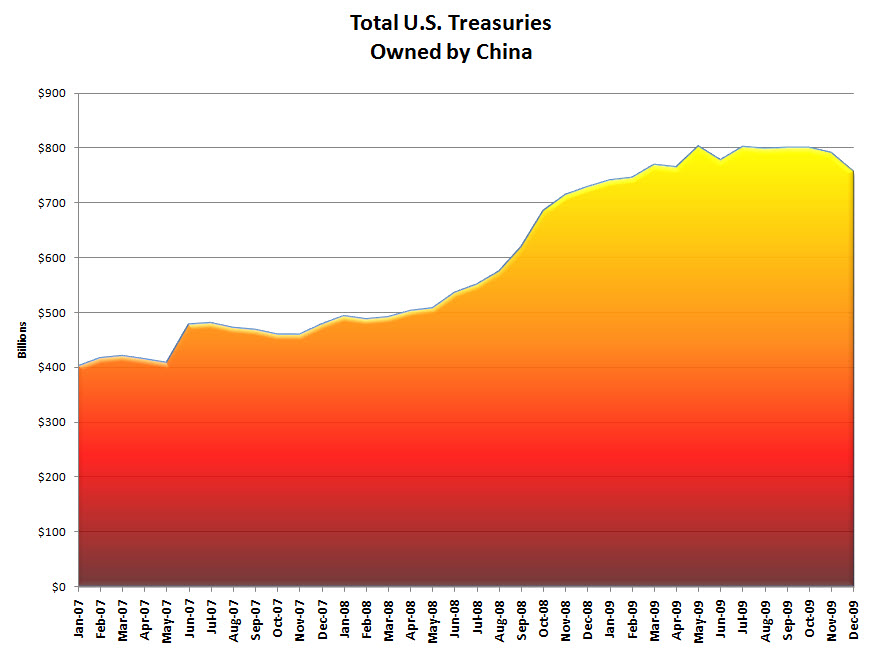 Total U.S. Treasuries
Owned by China
$900
$800
$700
$600
$500
$400
$300
$200
$100
$0
Billions
Jan-07
Feb-07
Mar-07
Apr-07
May-07
Jun-07
Jul-07
Aug-07
Sep-07
Oct-07
Nov-07
Dec-07
Jan-08
Feb-08
Mar-08
Apr-08
May-08
Jun-08
Jul-08
Aug-08
Sep-08
Oct-08
Nov-08
Dec-08
Jan-09
Feb-09
Mar-09
Apr-09
May-09
Jun-09
Jul-09
Aug-09
Sep-09
Oct-09
Nov-09
Dec-09